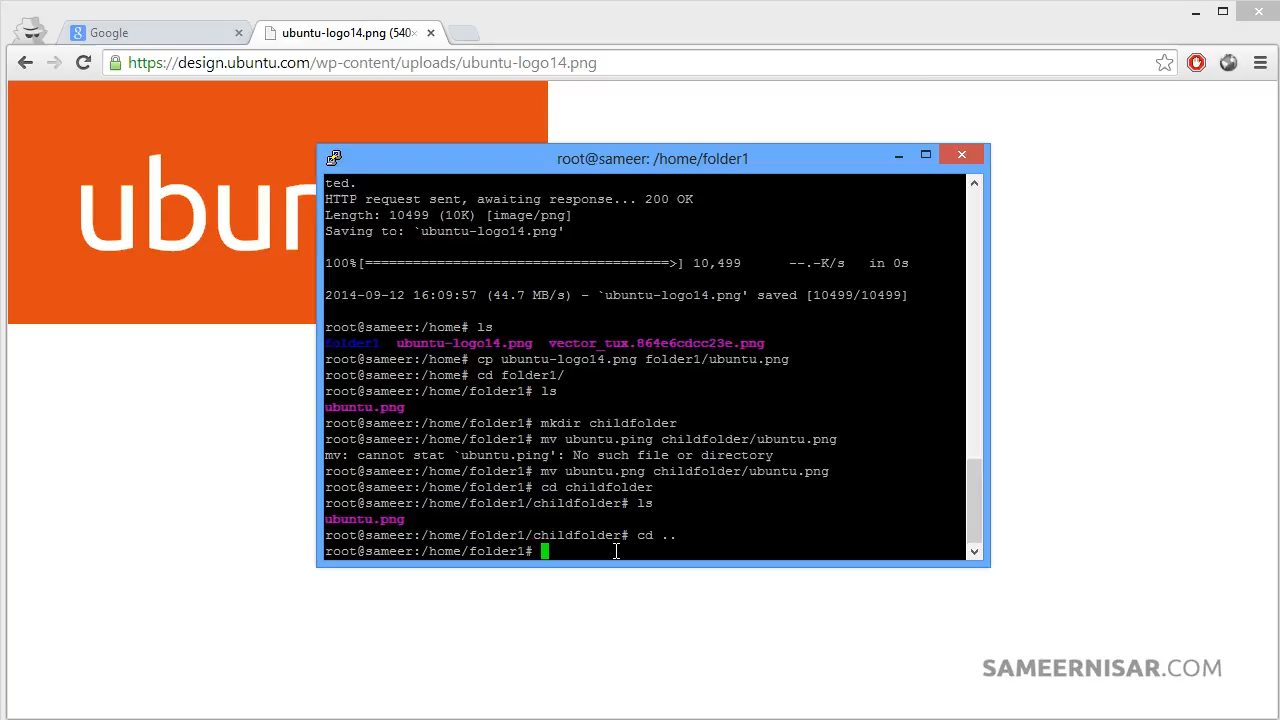 Google
ubuntu-logo14.png (540×
https://design.ubuntu.com/wp-content/uploads/ubuntu-logo14.png
root@sameer: /home/folder1
ted.
HTTP request sent, awaiting response... 200 OK
Length: 10499 (10K) [image/png]
Saving to: `ubuntu-logo14.png'
100%[======================================>] 10,499      --.-K/s   in 0s
2014-09-12 16:09:57 (44.7 MB/s) - `ubuntu-logo14.png' saved [10499/10499]
root@sameer:/home# ls
folder1  ubuntu-logo14.png  vector_tux.864e6cdcc23e.png
root@sameer:/home# cp ubuntu-logo14.png folder1/ubuntu.png
root@sameer:/home# cd folder1/
root@sameer:/home/folder1# ls
ubuntu.png
root@sameer:/home/folder1# mkdir childfolder
root@sameer:/home/folder1# mv ubuntu.ping childfolder/ubuntu.png
mv: cannot stat `ubuntu.ping': No such file or directory
root@sameer:/home/folder1# mv ubuntu.png childfolder/ubuntu.png
root@sameer:/home/folder1# cd childfolder
root@sameer:/home/folder1/childfolder# ls
ubuntu.png
root@sameer:/home/folder1/childfolder# cd ..
root@sameer:/home/folder1#
SAMEERNISAR.COM